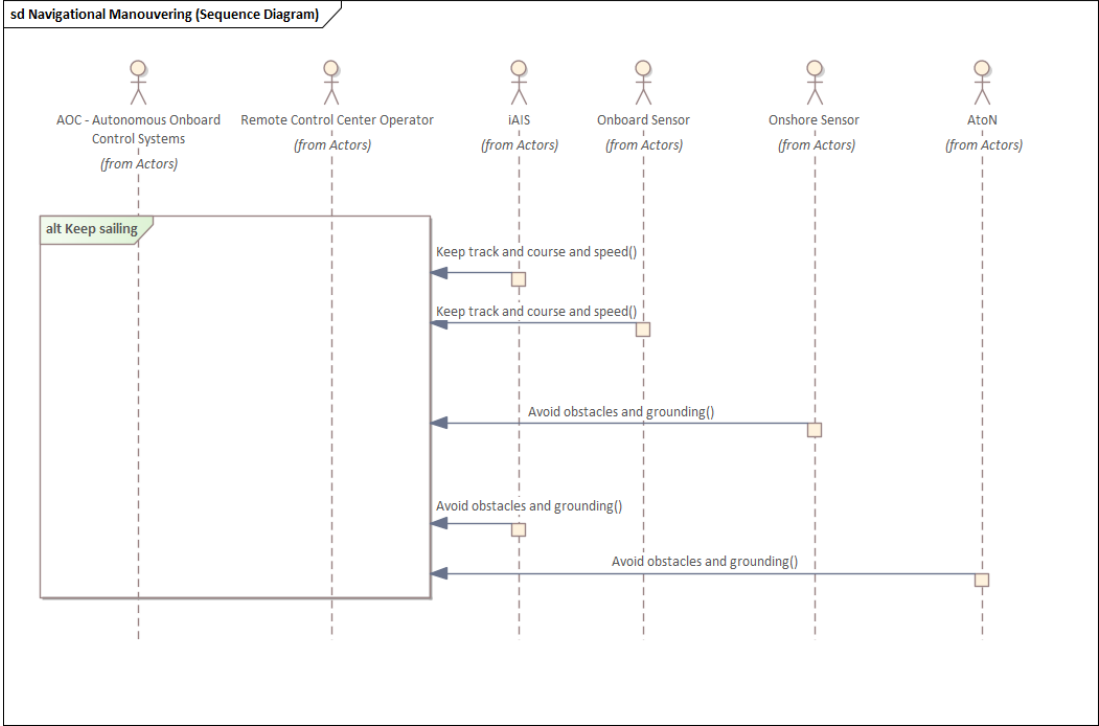 sd Navigational Manouvering (Sequence Diagram)
AOC - Autonomous Onboard
Control Systems
(from Actors)
Remote Control Center Operator
(from Actors)
iAIS
(from Actors)
Onboard Sensor
(from Actors)
Onshore Sensor
(from Actors)
AtoN
(from Actors)
alt Keep sailing
Keep track and course and speed()
Keep track and course and speed()
Avoid obstacles and grounding()
Avoid obstacles and grounding()
Avoid obstacles and grounding()